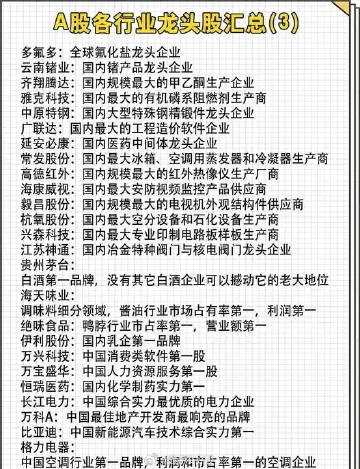 A股各行业龙头股汇总(3)
多氟多：全球氟化盐龙头企业
云南锗业：国内锗产品龙头企业
齐翔腾达：国内规模最大的甲乙酮生产企业
雅克科技：国内最大的有机磷系阻燃剂生产商
中原特钢：国内大型特殊钢精锻件龙头企业
广联达：国内最大的工程造价软件企业
延安必康：国内医药中间体龙头企业
常发股份：国内最大冰箱、空调用蒸发器和冷凝器生产商
高德红外：国内规模最大的红外热像仪生产厂商
海康威视：国内最大安防视频监控产品供应商
毅昌股份：国内规模最大的电视机外观结构件供应商
杭氧股份：国内最大空分设备和石化设备生产商
兴森科技：国内最大专业印制电路板样板生产商
江苏神通：国内冶金特种阀门与核电阀门龙头企业
贵州茅台：
白酒第一品牌，没有其它白酒企业可以撼动它的老大地位
海天味业：
调味料细分领域，酱油行业市场占有率第一，利润第一
绝味食品：鸭脖行业市占率第一，营业额第一
伊利股份：国内乳企第一品牌
万兴科技：中国消费类软件第一股
万宝盛华：中国人力资源服务第一股
恒瑞医药：国内化学制药实力第一
长江电力：中国综合实力最优质的电力企业
万科A：中国最佳地产开发商最响亮的品牌
比亚迪：中国新能源汽车技术综合实力第一
格力电器：
中国空调行业第一品牌，利润和市占率第一的空调企业